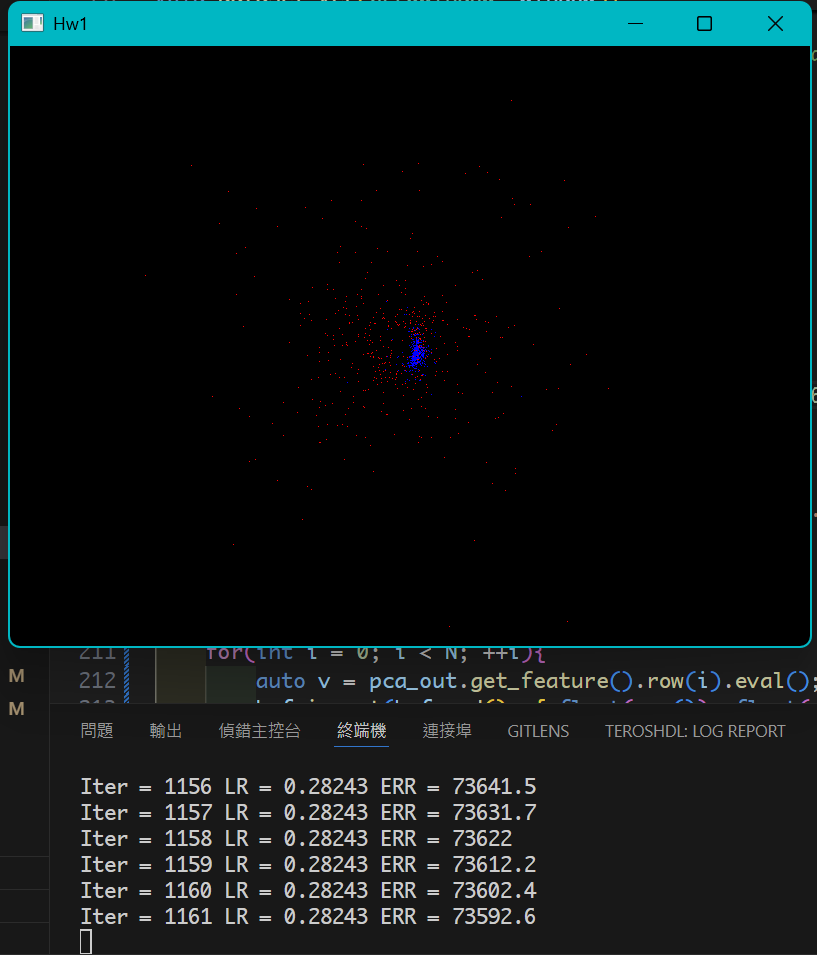 Hw1
211 for(int i = 0; i < N; ++i){
M 212 auto v = pca_out.get_feature().row(i).eval();
M
問題 輸出 偵錯主控台 終端機 連接埠 GITLENS TEROSHDL: LOG REPORT
Iter = 1156 LR = 0.28243 ERR = 73641.5
Iter = 1157 LR = 0.28243 ERR = 73631.7
Iter = 1158 LR = 0.28243 ERR = 73622
Iter = 1159 LR = 0.28243 ERR = 73612.2
Iter = 1160 LR = 0.28243 ERR = 73602.4
Iter = 1161 LR = 0.28243 ERR = 73592.6